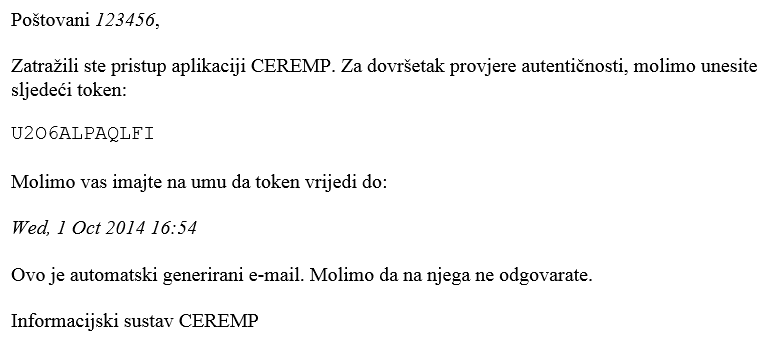 Poštovani 123456,
Zatražili ste pristup aplikaciji CEREMP. Za dovršetak provjere autentičnosti, molimo unesite
sljedeći token:
U2O6ALPAQLFI
Molimo vas imajte na umu da token vrijedi do:
Wed, 1 Oct 2014 16:54
Ovo je automatski generirani e-mail. Molimo da na njega ne odgovarate.
Informacijski sustav CEREMP